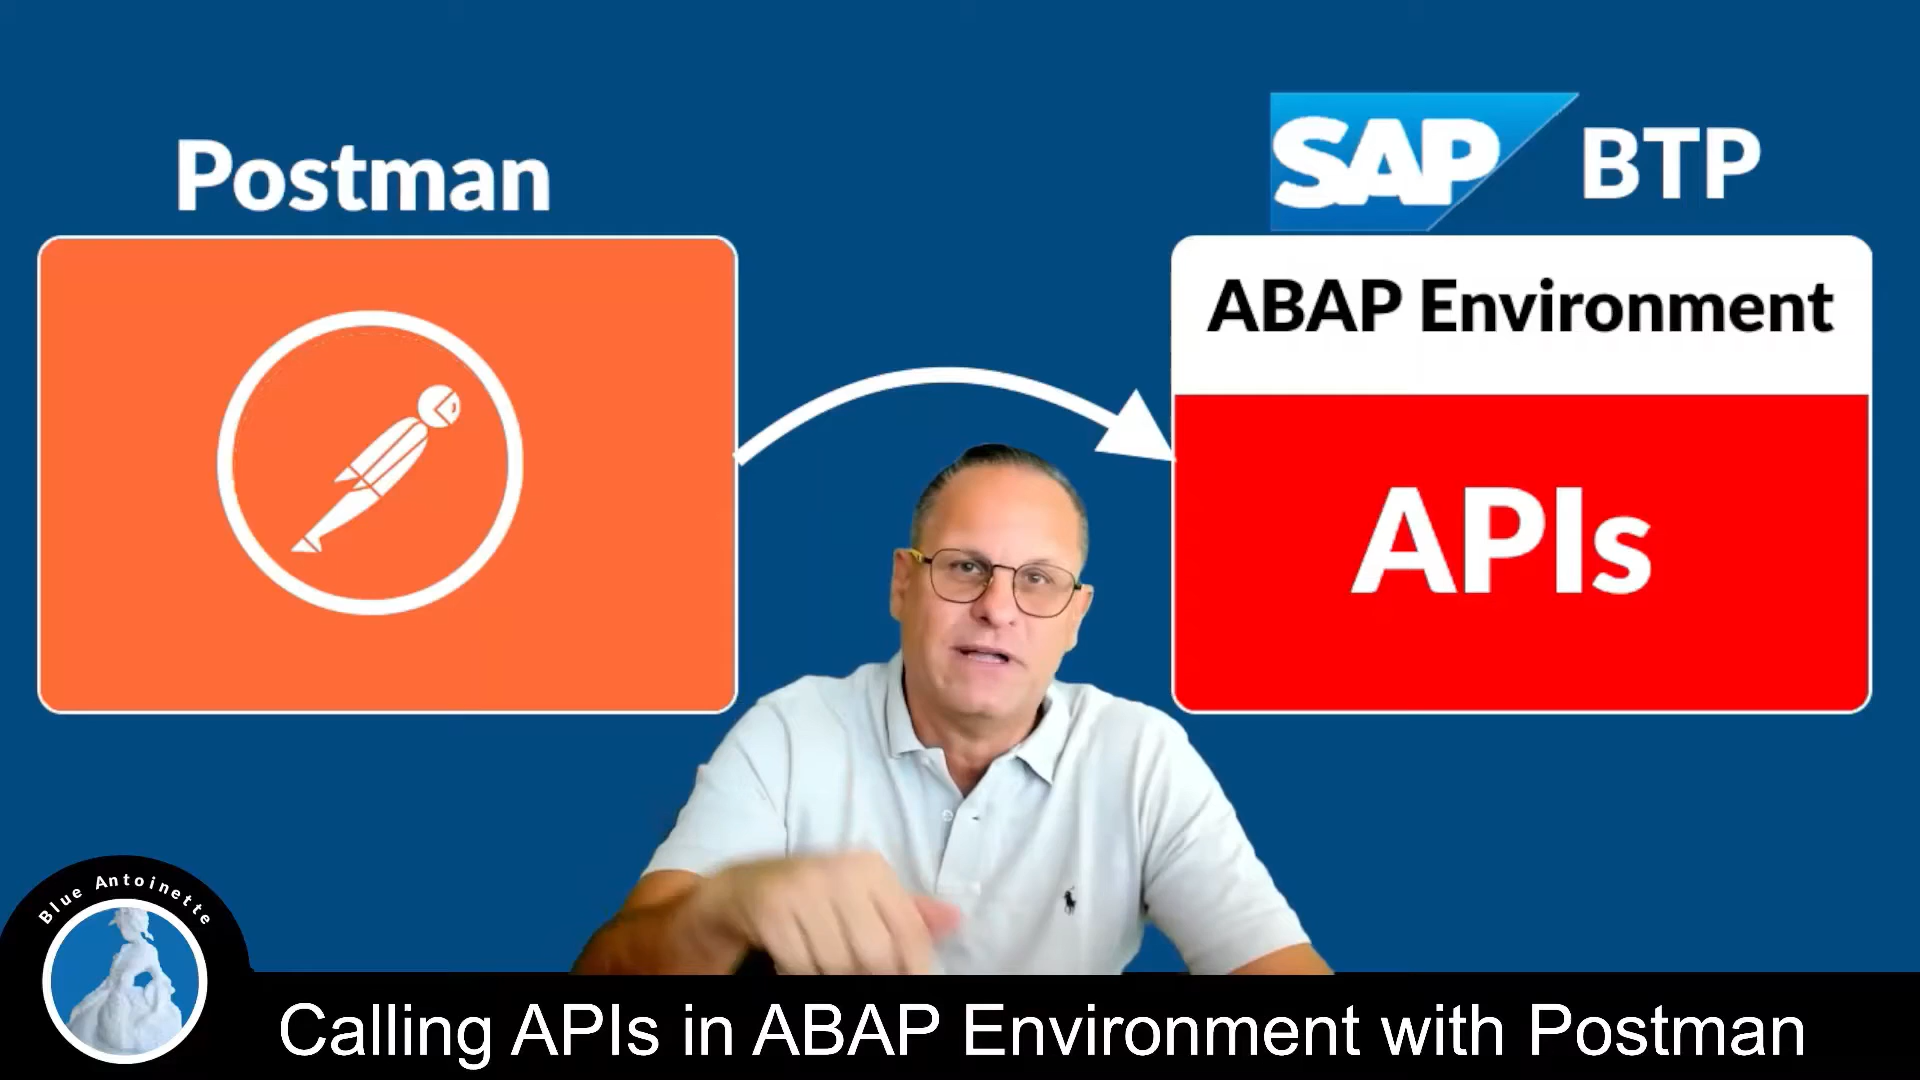 Postman
SAP BTP
ABAP Environment
APIs
Blue Antoinette
Calling APIs in ABAP Environment with Postman